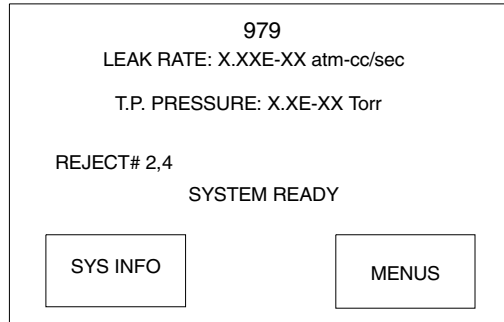 979
LEAK RATE: X.XXE-XX atm-cc/sec
T.P. PRESSURE: X.XE-XX Torr
REJECT# 2,4
SYSTEM READY
SYS INFO
MENUS